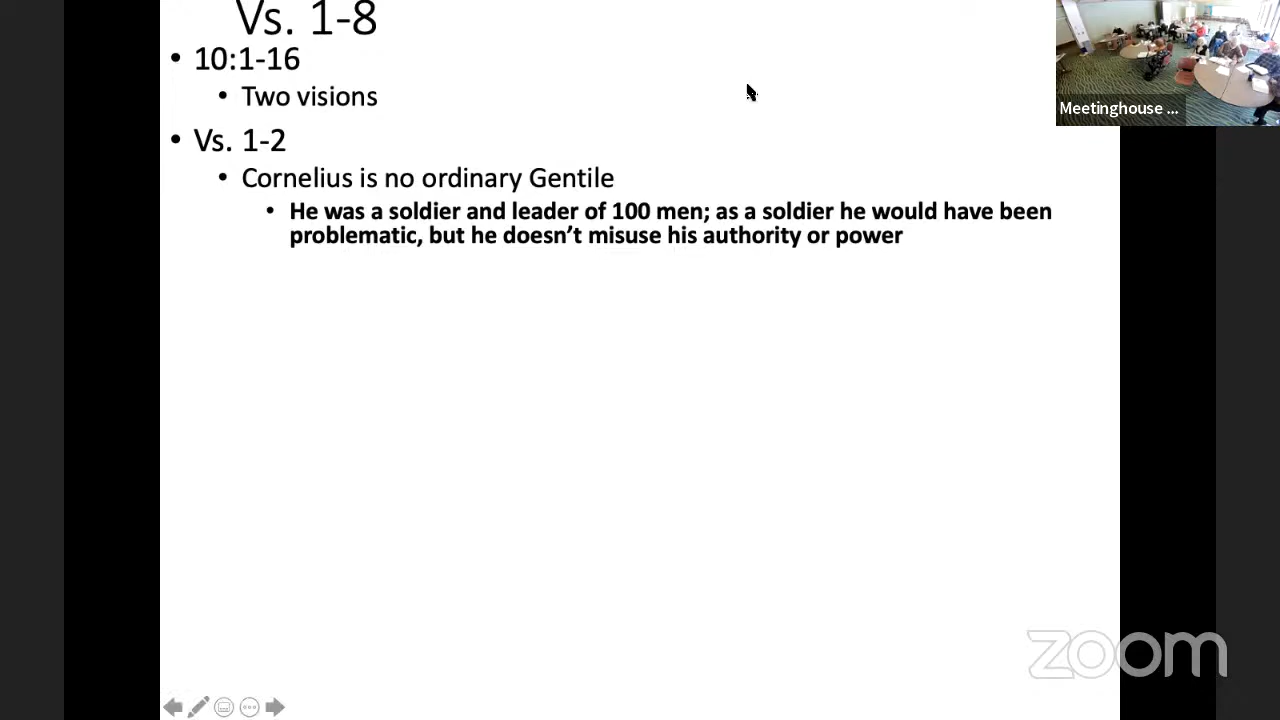 Vs. 1-8
• 10:1-16
• Two visions
• Vs. 1-2
• Cornelius is no ordinary Gentile
• He was a soldier and leader of 100 men; as a soldier he would have been
problematic, but he doesn’t misuse his authority or power
Meetinghouse ...
zoom